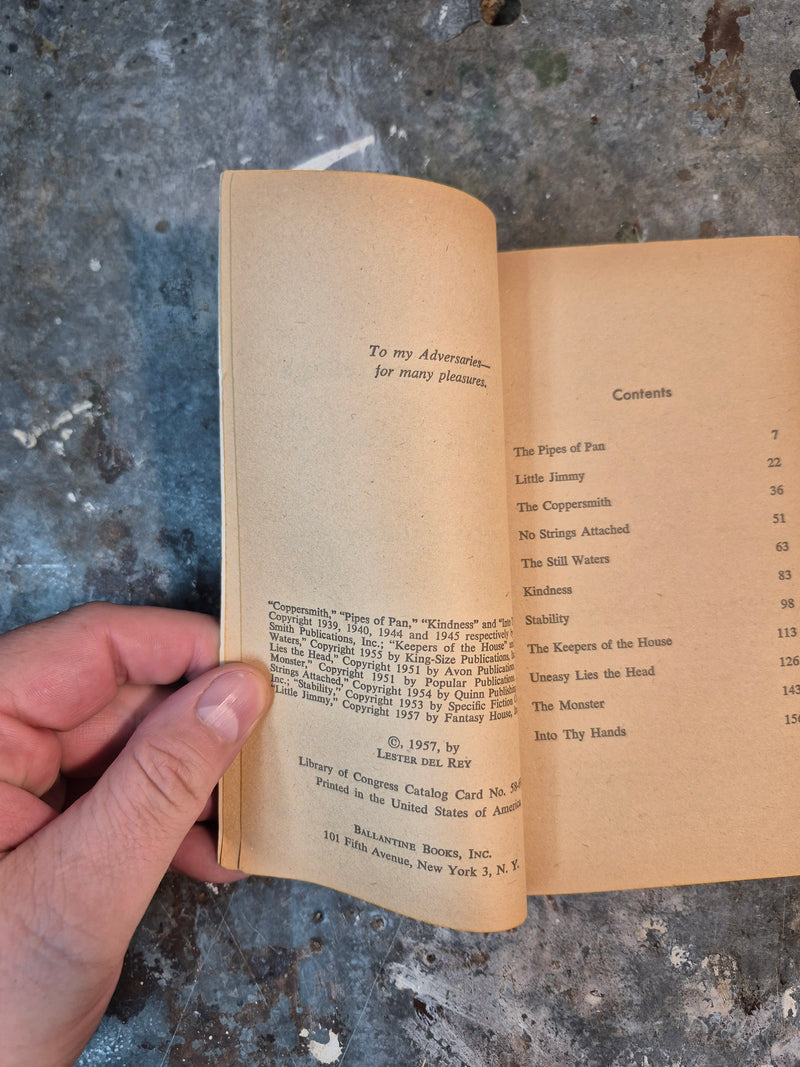 To my Adversaries—
for many pleasures.
"Coppersmith," "Pipes of Pan," "Kindness" and "Into
Copyright 1939, 1940, 1944 and 1945 respectively
Smith Publications, Inc.; "Keepers of the House"
Waters," Copyright 1955 by King-Size Publications,
Lies the Head," Copyright 1951 by Avon Publication
Monster," Copyright 1951 by Popular Publications
Strings Attached," Copyright 1954 by Quinn Publishing
Inc.; "Stability," Copyright 1953 by Specific Fiction
"Little Jimmy," Copyright 1957 by Fantasy House,
©, 1957, by
LESTER DEL REY
Library of Congress Catalog Card No.
Printed in the United States of America
BALLANTINE BOOKS, INC.
101 Fifth Avenue, New York 3, N. Y.
Contents
The Pipes of Pan 7
Little Jimmy 22
The Coppersmith 36
No Strings Attached 51
The Still Waters 63
Kindness 83
Stability 98
The Keepers of the House 113
Uneasy Lies the Head 126
The Monster 143
Into Thy Hands